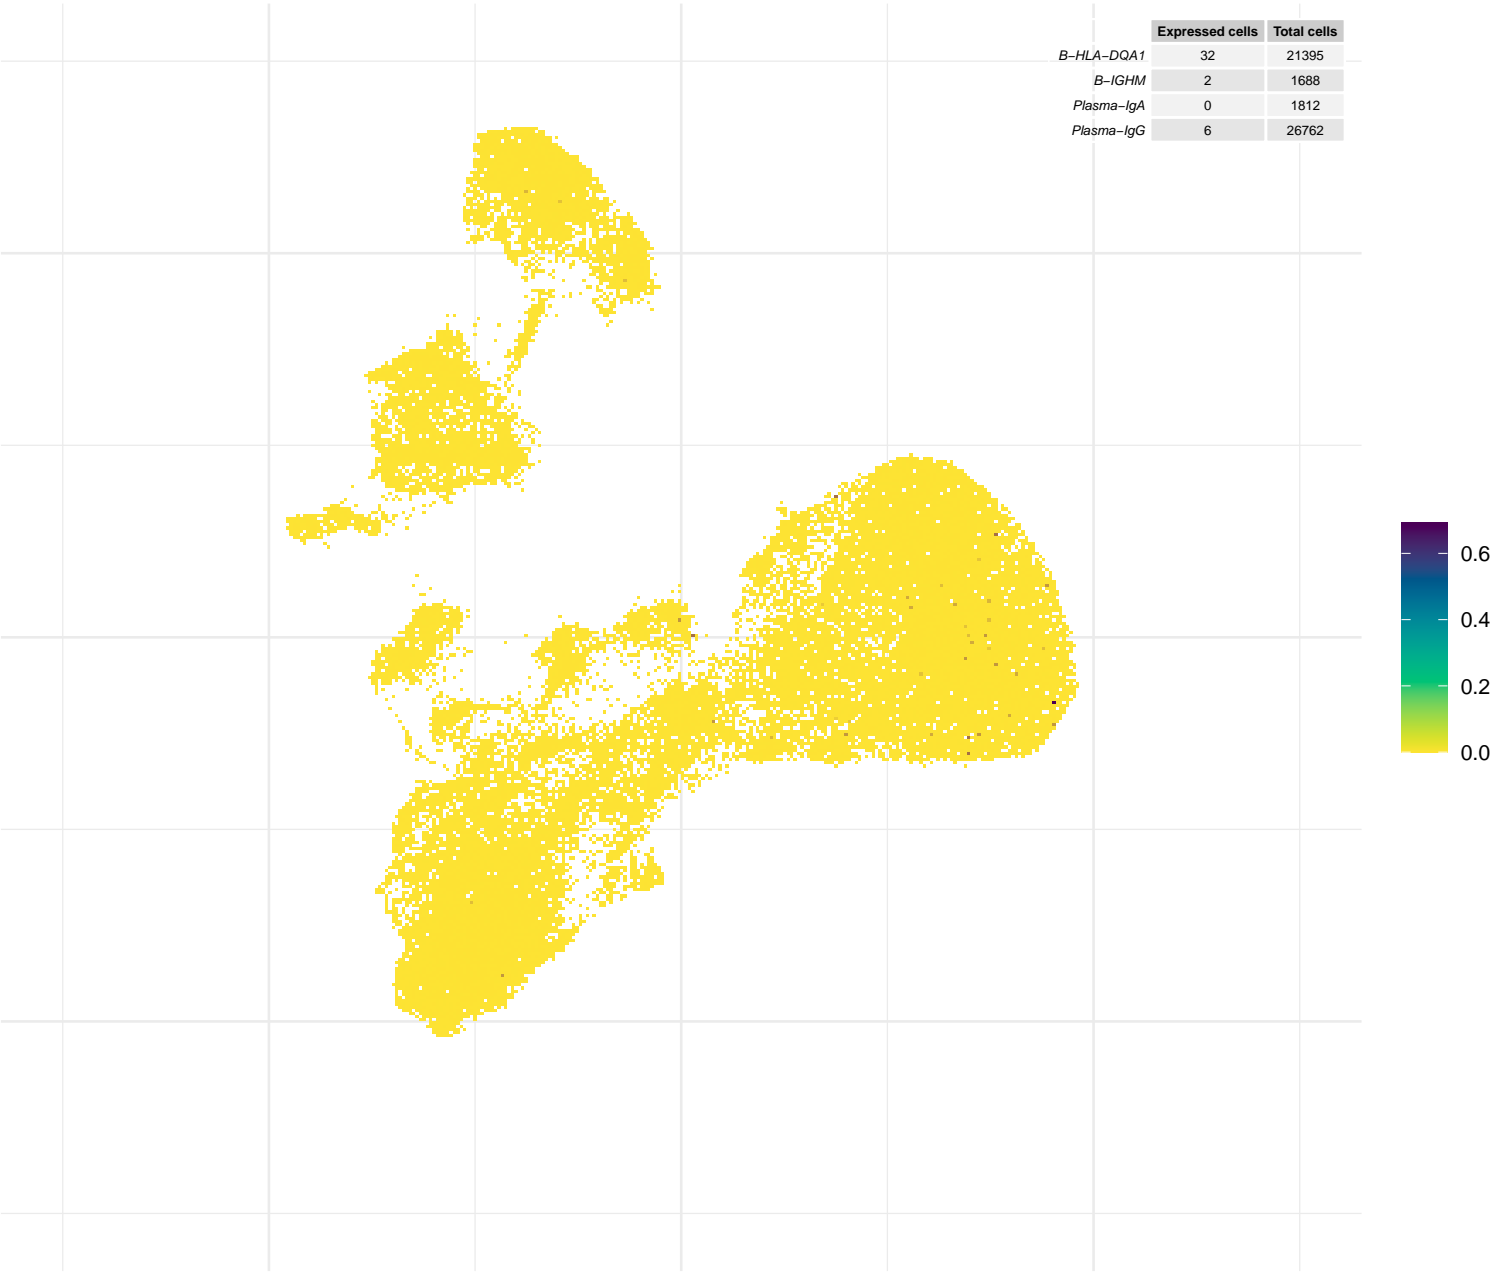 Expressed cells Total cells
B−HLA−DQA1 32 21395
B−IGHM 2 1688
Plasma−IgA 0 1812
Plasma−IgG 6 26762
0.6
0.4
0.2
0.0